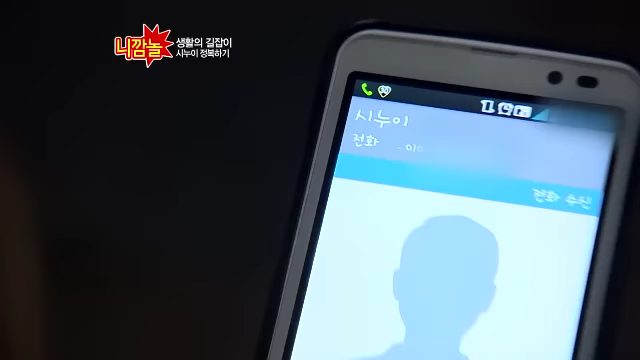 니깜놀
생활의 길잡이
시누이 정복하기
시누이
전화
전화 수신